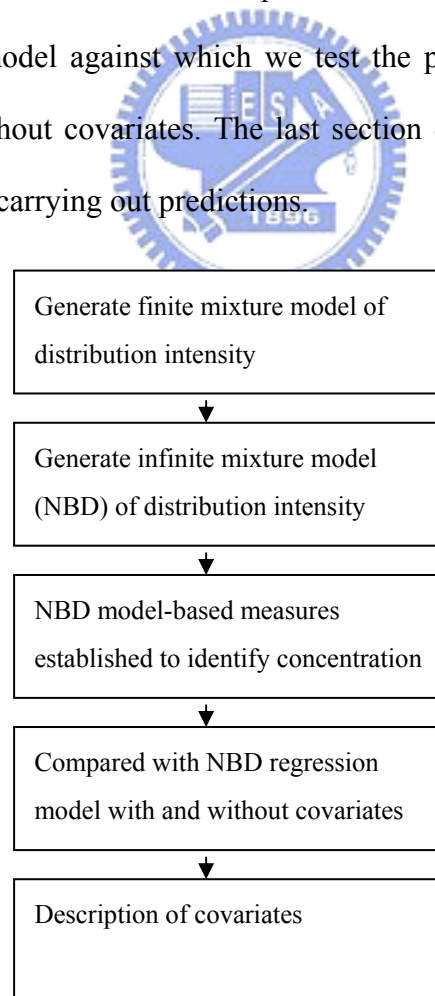 model against which we test the p
hout covariates. The last section
carrying out predictions.
E S A
1896
Generate finite mixture model of
distribution intensity
Generate infinite mixture model
(NBD) of distribution intensity
NBD model-based measures
established to identify concentration
Compared with NBD regression
model with and without covariates
Description of covariates